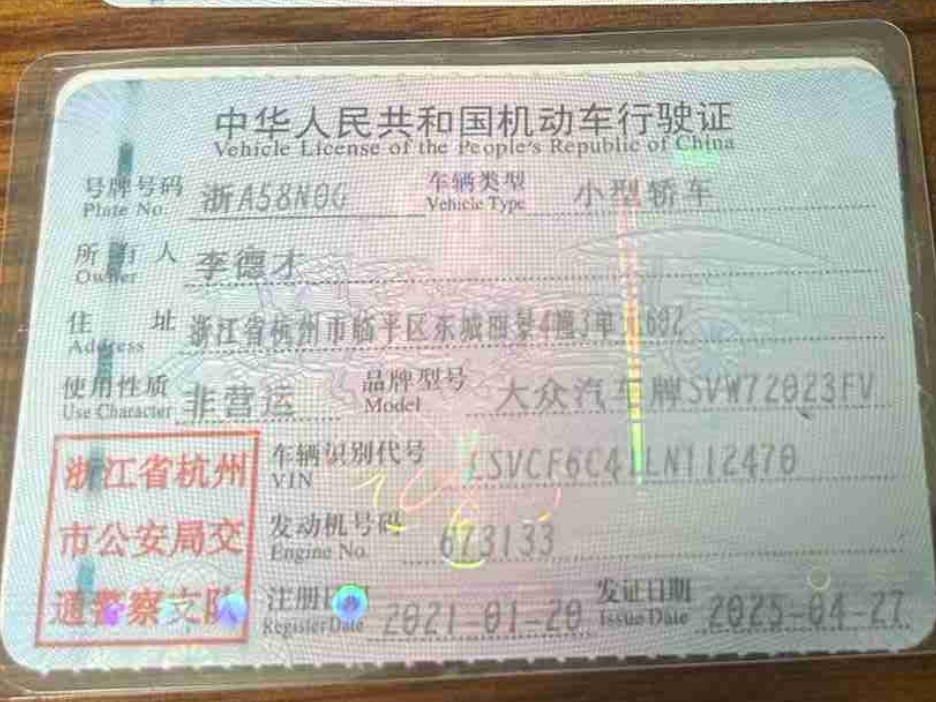 中华人民共和国机动车行驶证
Vehicle License of the People's Republic of China
号牌号码 浙A58N0G 车辆类型 小型轿车
Plate No. Vehicle Type
所有人 李德才
Owner
住址 浙江省杭州市临平区东城丽景4幢3单元602
Address
使用性质 非营运 品牌型号 大众汽车牌SVW72023FV
Use Character Model
浙江省杭州 车辆识别代号
VIN
市公安局交 发动机号码 673133
Engine No.
通警察支队 注册日期 2021-01-20 发证日期 2025-04-27
Register Date Issue Date